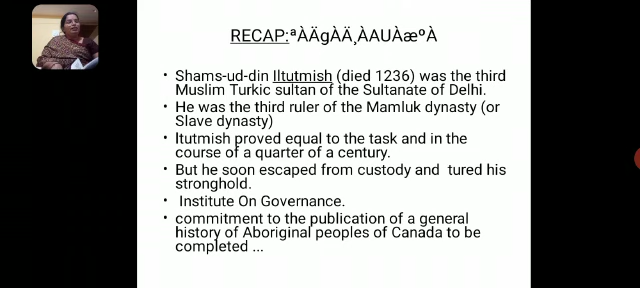 RECAP:ªÀÄgÀÄ¸ÀAUÀæºÀ
• Shams-ud-din Iltutmish (died 1236) was the third
Muslim Turkic sultan of the Sultanate of Delhi.
• He was the third ruler of the Mamluk dynasty (or
Slave dynasty)
• ltutmish proved equal to the task and in the
course of a quarter of a century.
• But he soon escaped from custody and tured his
stronghold.
• Institute On Governance.
• commitment to the publication of a general
history of Aboriginal peoples of Canada to be
completed ...